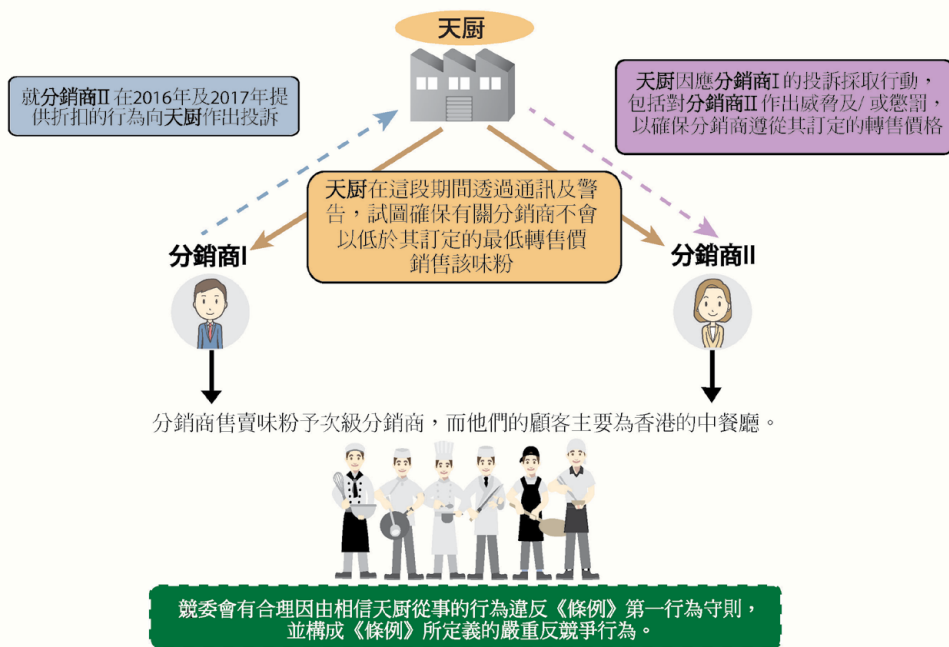 天厨
就分銷商II 在2016年及2017年提
供折扣的行為向天厨作出投訴
天厨因應分銷商I 的投訴採取行動，
包括對分銷商II 作出威脅及/ 或懲罰，
以確保分銷商遵從其訂定的轉售價格
天厨在這段期間透過通訊及警
告，試圖確保有關分銷商不會
以低於其訂定的最低轉售價
銷售該味粉
分銷商I
分銷商II
分銷商售賣味粉予次級分銷商，而他們的顧客主要為香港的中餐廳。
競委會有合理因由相信天厨從事的行為違反《條例》第一行為守則，
並構成《條例》所定義的嚴重反競爭行為。